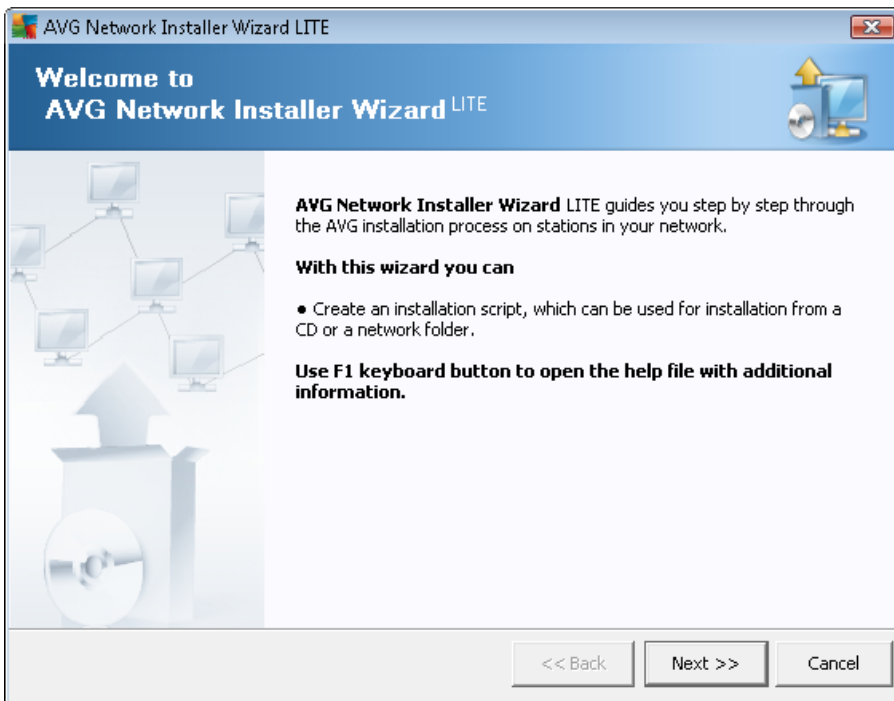 AVG Network Installer Wizard LITE
Welcome to
AVG Network Installer Wizard LITE
AVG Network Installer Wizard LITE guides you step by step through
the AVG installation process on stations in your network.
With this wizard you can
● Create an installation script, which can be used for installation from a
CD or a network folder.
Use F1 keyboard button to open the help file with additional
information.
<< Back
Next >>
Cancel